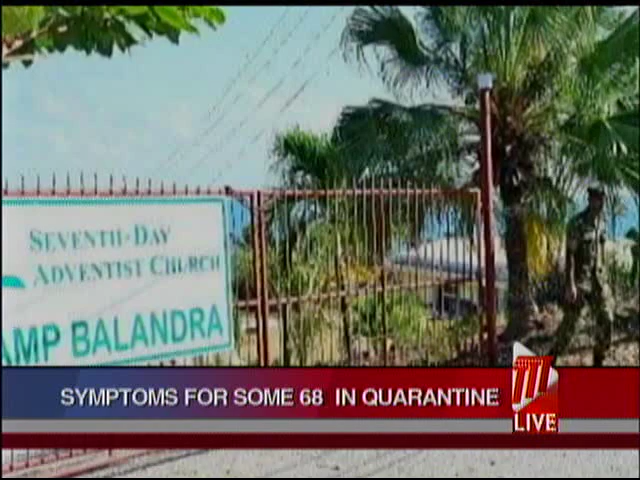 SEVENTH-DAY
ADVENTIST CHURCH
AMP BALANDRA
SYMPTOMS FOR SOME 68 IN QUARANTINE
LIVE